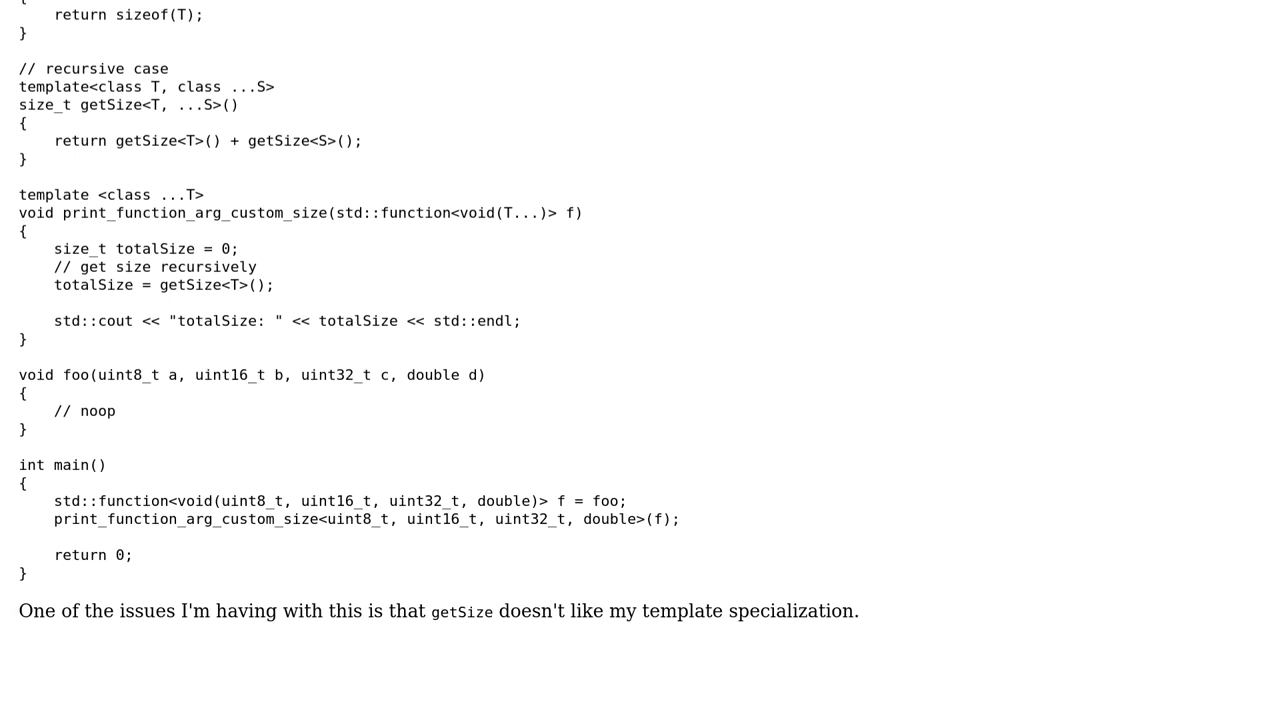 {
    return sizeof(T);
}

// recursive case
template<class T, class ...S>
size_t getSize<T, ...S>()
{
    return getSize<T>() + getSize<S>();
}

template <class ...T>
void print_function_arg_custom_size(std::function<void(T...)> f)
{
    size_t totalSize = 0;
    // get size recursively
    totalSize = getSize<T>();

    std::cout << "totalSize: " << totalSize << std::endl;
}

void foo(uint8_t a, uint16_t b, uint32_t c, double d)
{
    // noop
}

int main()
{
    std::function<void(uint8_t, uint16_t, uint32_t, double)> f = foo;
    print_function_arg_custom_size<uint8_t, uint16_t, uint32_t, double>(f);

    return 0;
}
One of the issues I'm having with this is that getSize doesn't like my template specialization.